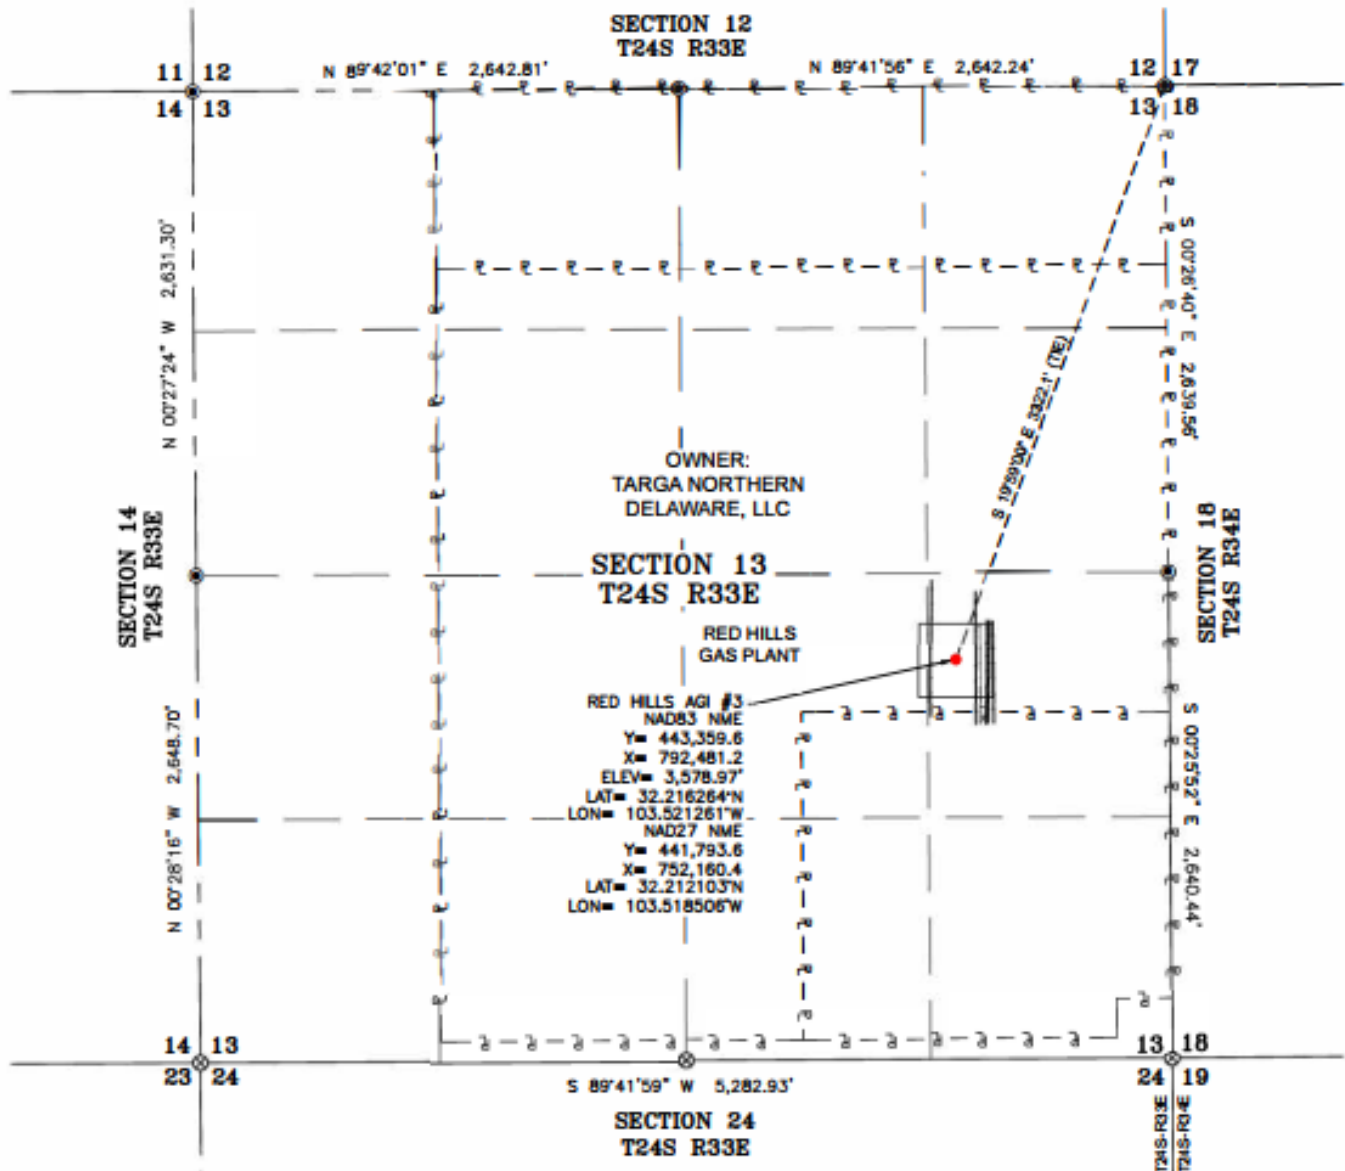 SECTION 12
T24S R33E
N 89°42'01" E 2,642.81'
N 89°41'56" E 2,642.24'
11 12
14 13
12 17
13 18
N 00°27'24" W 2,631.30'
S 00°26'40" E 2,639.56'
S 19°59'00" E 3322.1' (TIE)
OWNER:
TARGA NORTHERN
DELAWARE, LLC
SECTION 14
T24S R33E
SECTION 13
T24S R33E
SECTION 18
T24S R34E
RED HILLS
GAS PLANT
RED HILLS AGI #3
NAD83 NME
Y= 443,359.6
X= 792,481.2
ELEV= 3,578.97'
LAT= 32.216264°N
LON= 103.521261°W
NAD27 NME
Y= 441,793.6
X= 752,160.4
LAT= 32.212103°N
LON= 103.518506°W
N 00°28'16" W 2,648.70'
S 00°25'52" E 2,640.44'
14 13
23 24
13 18
24 19
S 89°41'59" W 5,282.93'
SECTION 24
T24S R33E
T24S-R33E
T24S-R34E